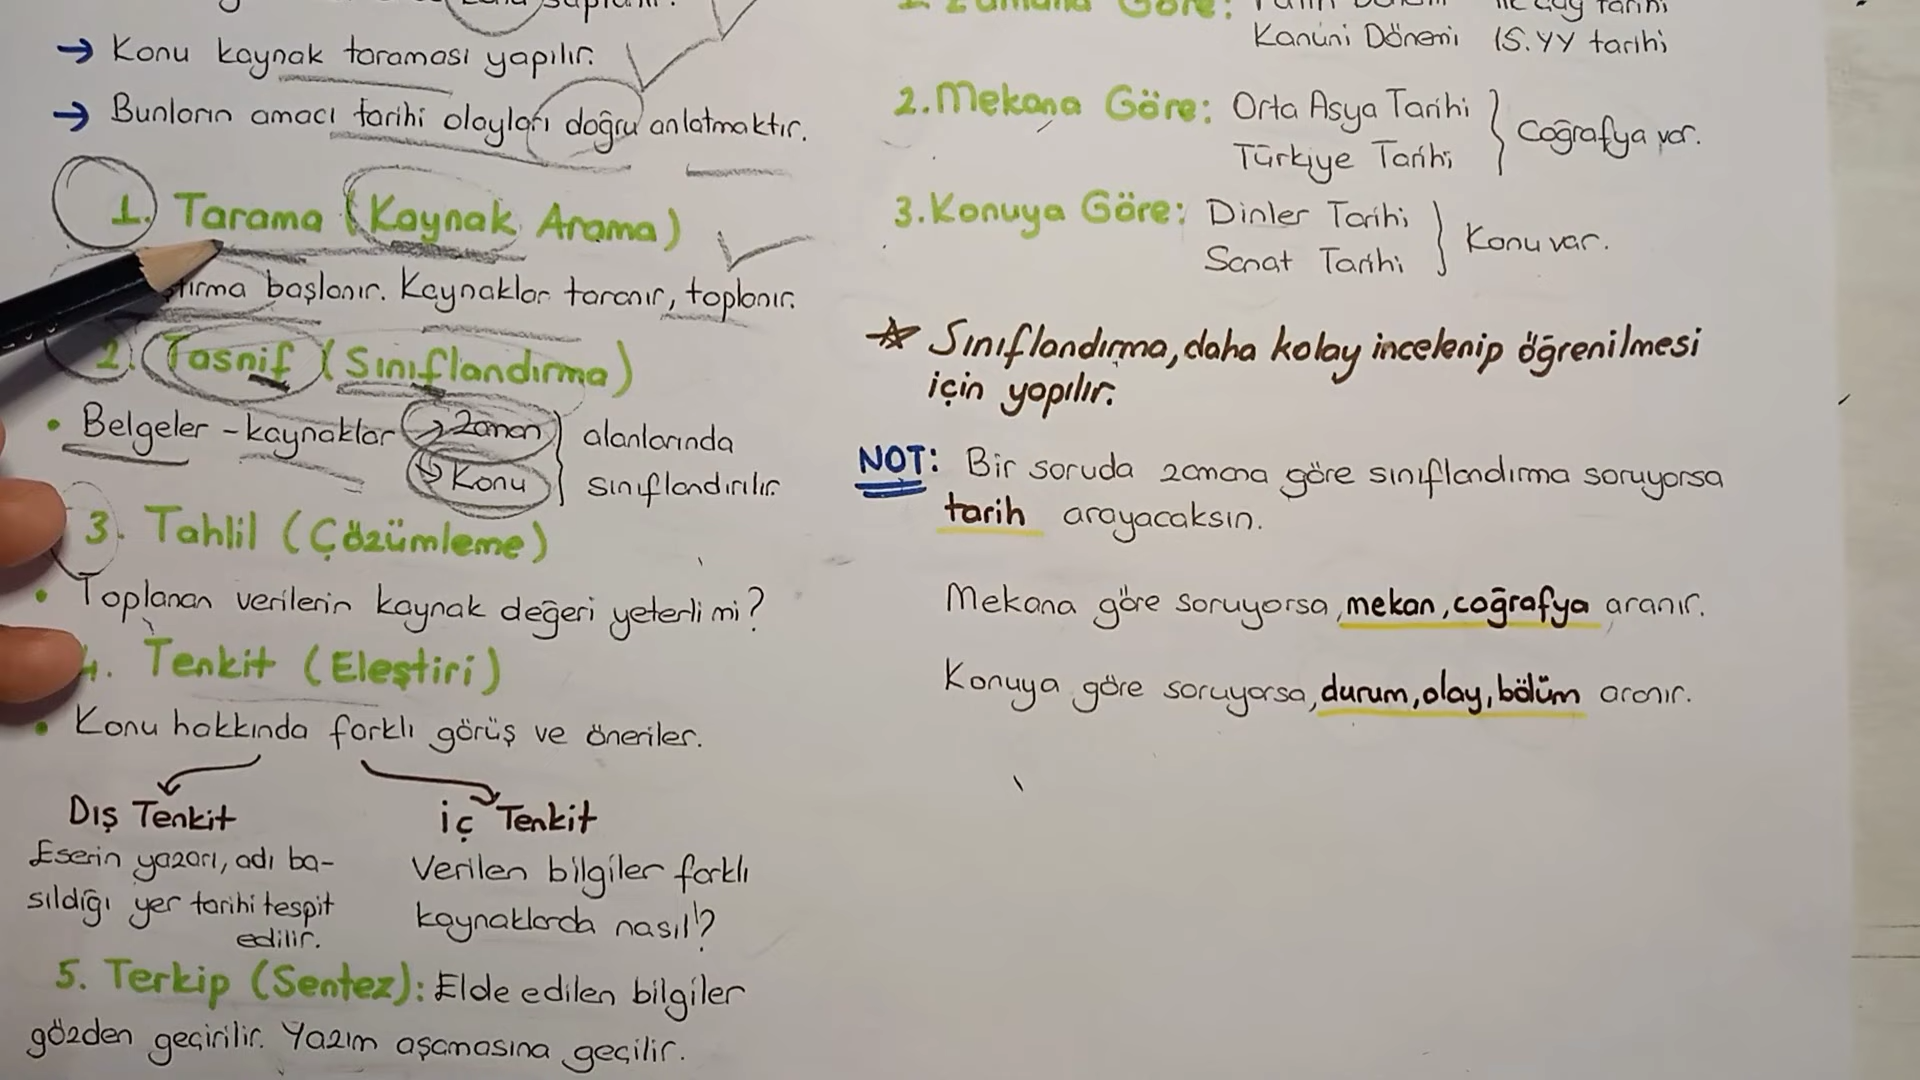 → Konu kaynak taraması yapılır.
→ Bunların amacı tarihi olayları doğru anlatmaktır.
1. Tarama (Kaynak Arama)
başlanır. Kaynaklar taranır, toplanır.
2. Tasnif (Sınıflandırma)
• Belgeler - kaynaklar → Zaman } alanlarında
↳ Konu } sınıflandırılır.
3. Tahlil (Çözümleme)
• Toplanan verilerin kaynak değeri yeterli mi?
4. Tenkit (Eleştiri)
• Konu hakkında farklı görüş ve öneriler.
Dış Tenkit
Eserin yazarı, adı ba-
sıldığı yer tarihi tespit
edilir.
İç Tenkit
Verilen bilgiler farklı
kaynaklarda nasıl?
5. Terkip (Sentez): Elde edilen bilgiler
gözden geçirilir. Yazım aşamasına geçilir.
Göre:
Kanuni Dönemi 15.YY tarihi
2. Mekana Göre: Orta Asya Tarihi } Coğrafya var.
Türkiye Tarihi
3. Konuya Göre: Dinler Tarihi } Konu var.
Sanat Tarihi
☆ Sınıflandırma, daha kolay incelenip öğrenilmesi
için yapılır.
NOT: Bir soruda zamana göre sınıflandırma soruyorsa
tarih arayacaksın.
Mekana göre soruyorsa, mekan, coğrafya aranır.
Konuya göre soruyorsa, durum, olay, bölüm aranır.